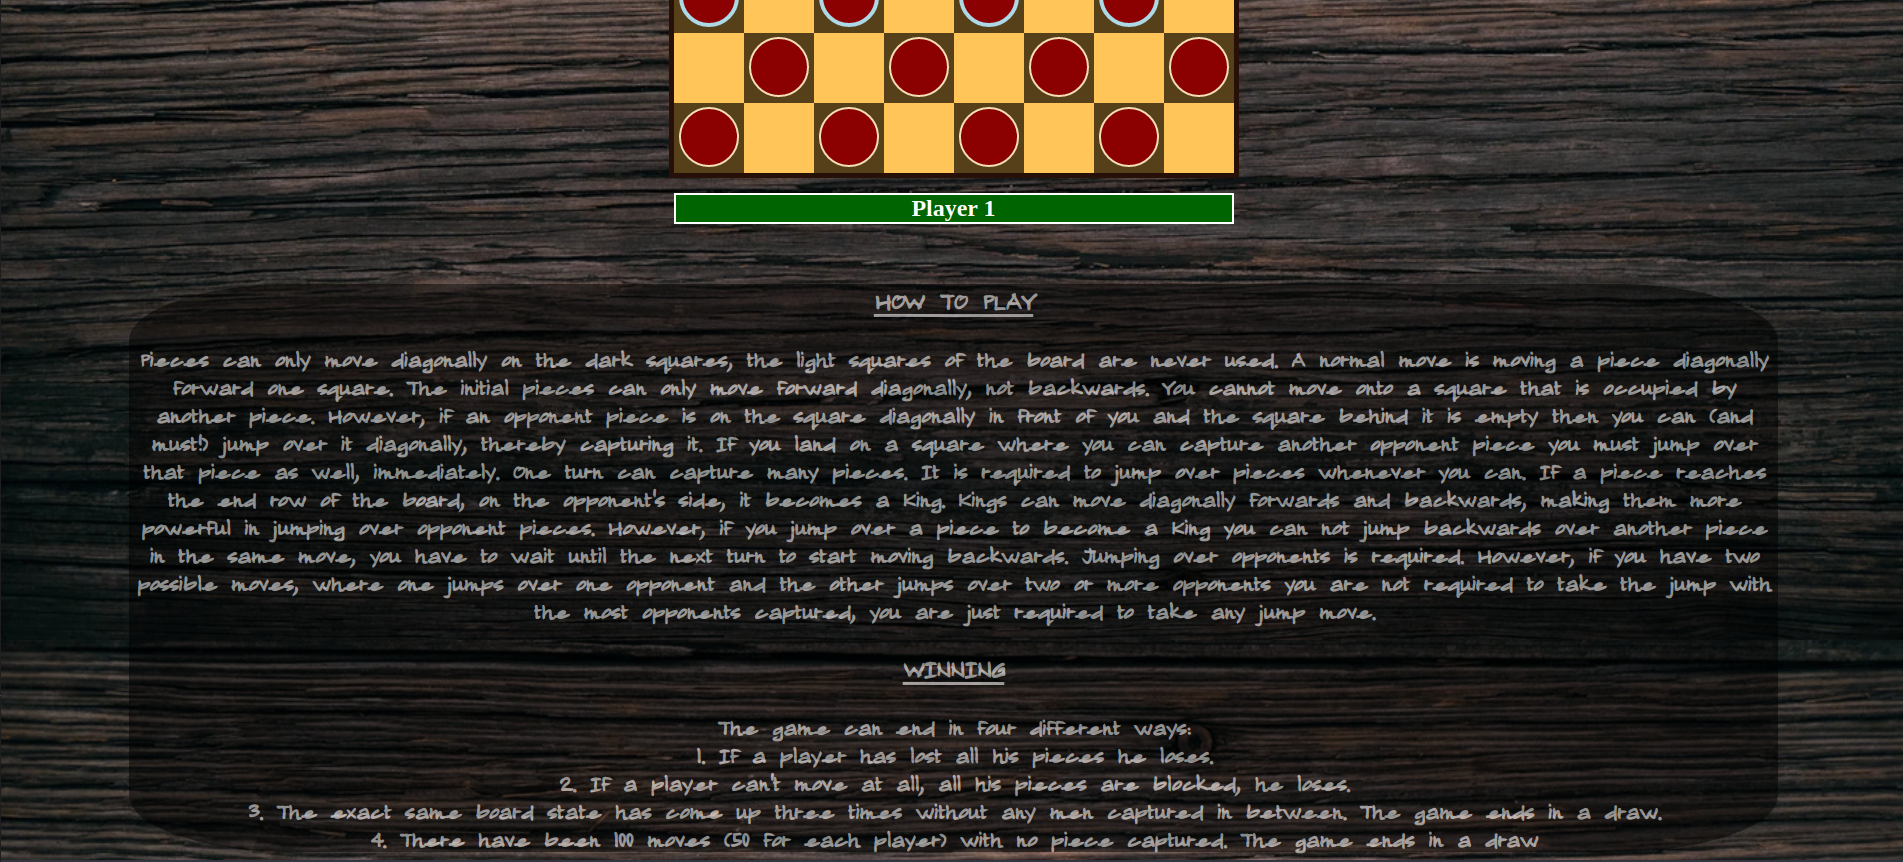 Player 1
HOW TO PLAY
Pieces can only move diagonally on the dark squares, the light squares of the board are never used. A normal move is moving a piece diagonally
forward one square. The initial pieces can only move forward diagonally, not backwards. You cannot move onto a square that is occupied by
another piece. However, if an opponent piece is on the square diagonally in front of you and the square behind it is empty then you can (and
must!) jump over it diagonally, thereby capturing it. If you land on a square where you can capture another opponent piece you must jump over
that piece as well, immediately. One turn can capture many pieces. It is required to jump over pieces whenever you can. If a piece reaches
the end row of the board, on the opponent's side, it becomes a King. Kings can move diagonally forwards and backwards, making them more
powerful in jumping over opponent pieces. However, if you jump over a piece to become a King you can not jump backwards over another piece
in the same move, you have to wait until the next turn to start moving backwards. Jumping over opponents is required. However, if you have two
possible moves, where one jumps over one opponent and the other jumps over two or more opponents you are not required to take the jump with
the most opponents captured, you are just required to take any jump move.
WINNING
The game can end in four different ways:
1. If a player has lost all his pieces he loses.
2. If a player can't move at all, all his pieces are blocked, he loses.
3. The exact same board state has come up three times without any men captured in between. The game ends in a draw.
4. There have been 100 moves (50 for each player) with no piece captured. The game ends in a draw